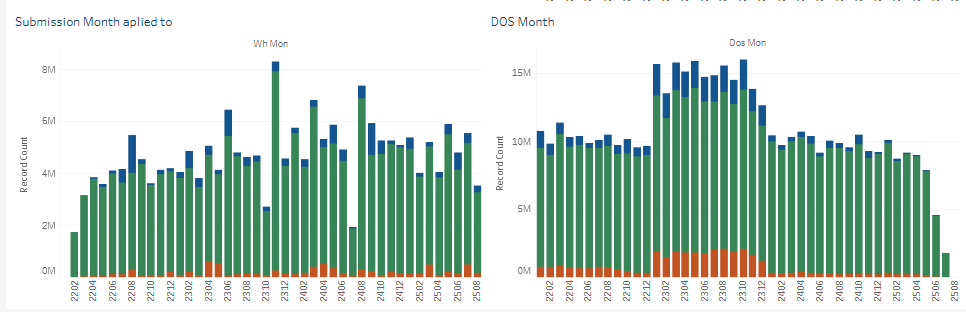 Submission Month aplied to
DOS Month
Wh Mon
Dos Mon
Record Count
8M
6M
4M
2M
0M
2202
2204
2206
2208
2210
2212
2302
2304
2306
2308
2310
2312
2402
2404
2406
2408
2410
2412
2502
2504
2506
2508
Record Count
15M
10M
5M
0M
2202
2204
2206
2208
2210
2212
2302
2304
2306
2308
2310
2312
2402
2404
2406
2408
2410
2412
2502
2504
2506
2508